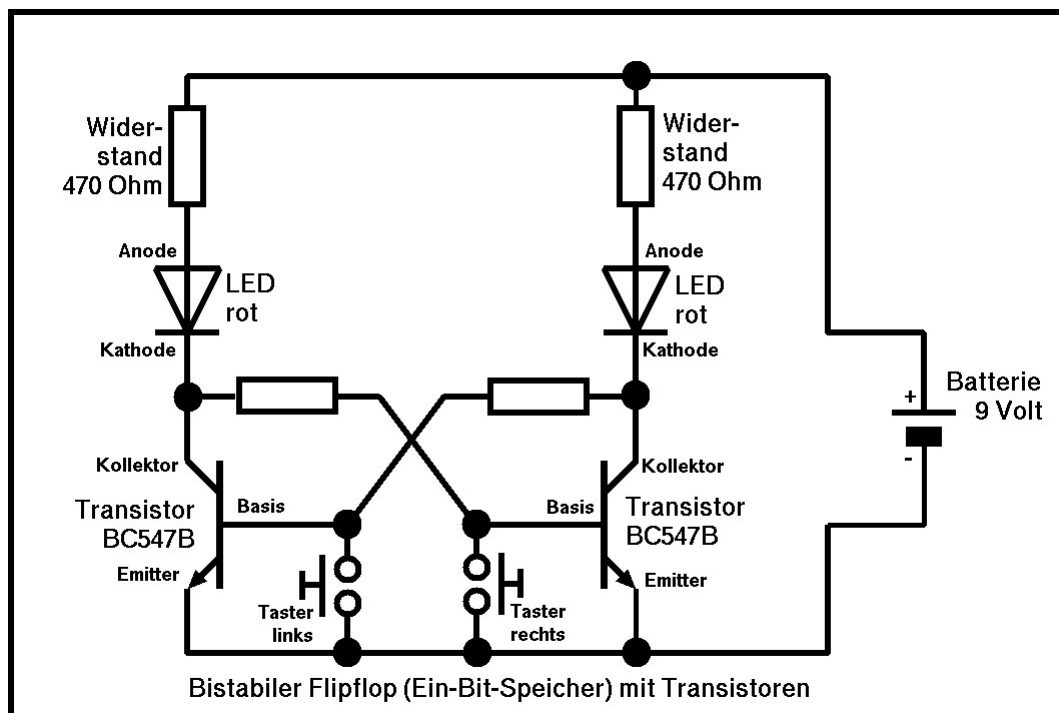 Wider-
stand
470 Ohm
Wider-
stand
470 Ohm
Anode
LED
rot
Kathode
Anode
LED
rot
Kathode
Batterie
9 Volt
+
-
Kollektor
Transistor
BC547B
Basis
Emitter
Kollektor
Basis
Transistor
BC547B
Emitter
Taster
links
Taster
rechts
Bistabiler Flipflop (Ein-Bit-Speicher) mit Transistoren